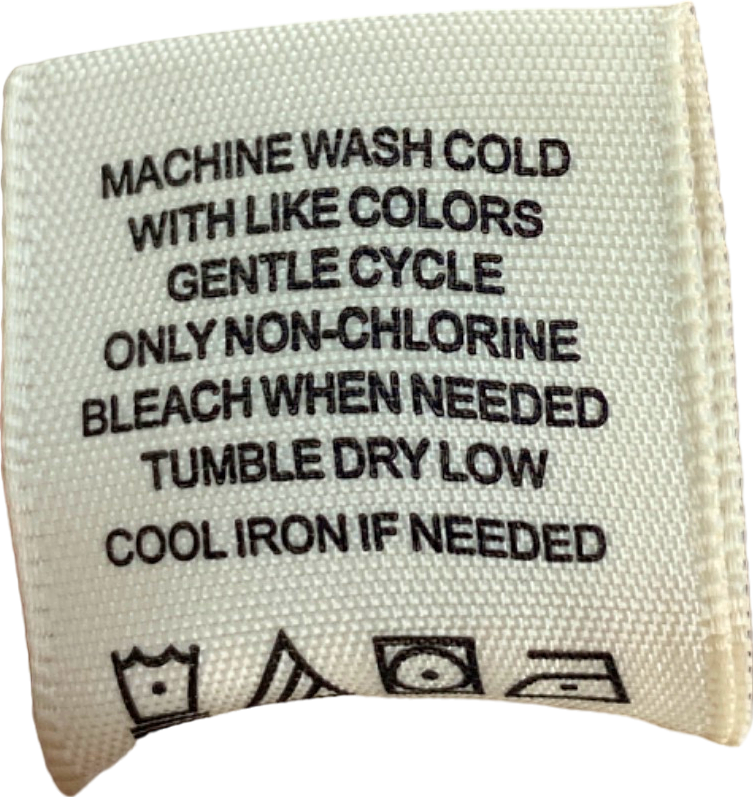 MACHINE WASH COLD
WITH LIKE COLORS
GENTLE CYCLE
ONLY NON-CHLORINE
BLEACH WHEN NEEDED
TUMBLE DRY LOW
COOL IRON IF NEEDED